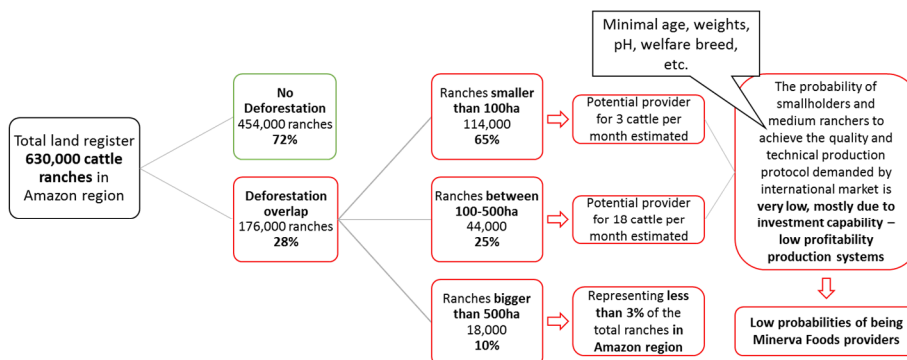 Total land register
630,000 cattle
ranches in
Amazon region
No
Deforestation
454,000 ranches
72%
Deforestation
overlap
176,000 ranches
28%
Ranches smaller
than 100ha
114,000
65%
Ranches between
100-500ha
44,000
25%
Ranches bigger
than 500ha
18,000
10%
Potential provider
for 3 cattle per
month estimated
Potential provider
for 18 cattle per
month estimated
Representing less
than 3% of the
total ranches in
Amazon region
Minimal age, weights,
pH, welfare breed,
etc.
The probability of
smallholders and
medium ranchers to
achieve the quality and
technical production
protocol demanded by
international market is
very low, mostly due to
investment capability –
low profitability
production systems
Low probabilities of being
Minerva Foods providers